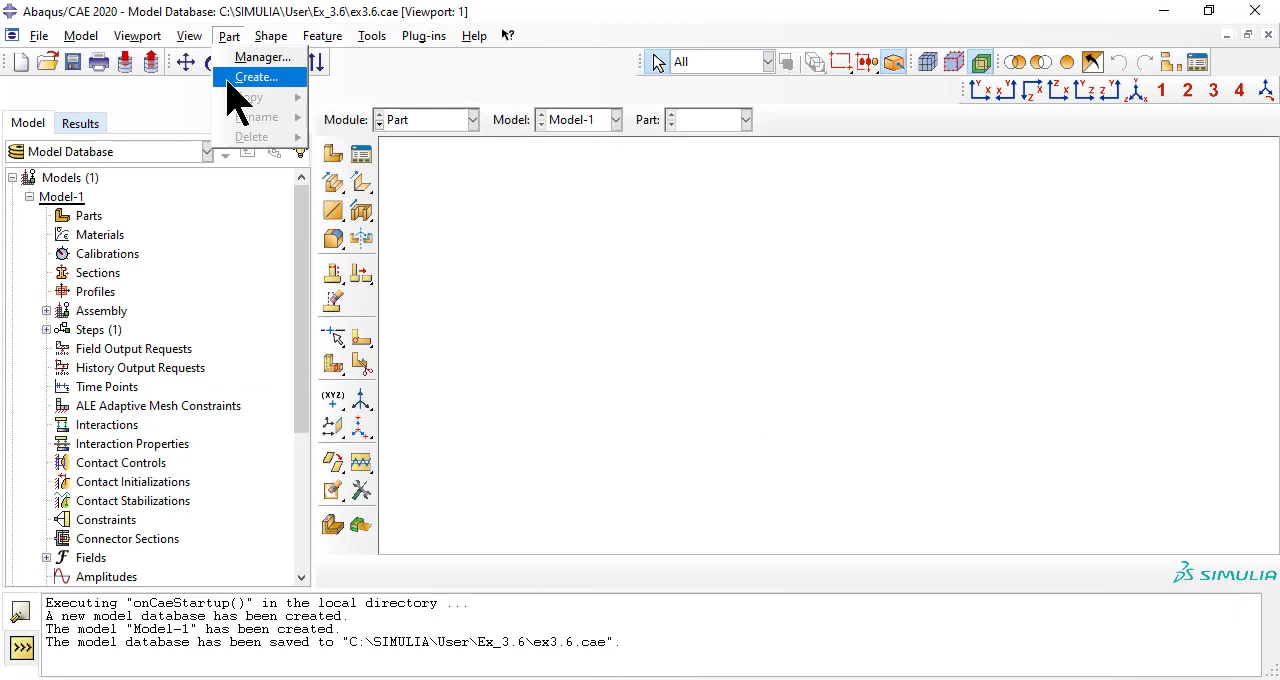 Abaqus/CAE 2020 - Model Database: C:\SIMULIA\User\Ex_3.6\ex3.6.cae [Viewport: 1]
File Model Viewport View Part Shape Feature Tools Plug-ins Help
Manager...
All
Create...
Delete
1 2 3 4
Model Results
Module: Part Model: Model-1 Part:
Model Database
Models (1)
Model-1
Parts
Materials
Calibrations
Sections
Profiles
Assembly
Steps (1)
Field Output Requests
History Output Requests
Time Points
ALE Adaptive Mesh Constraints
Interactions
Interaction Properties
Contact Controls
Contact Initializations
Contact Stabilizations
Constraints
Connector Sections
Fields
Amplitudes
(XYZ)
SIMULIA
Executing "onCaeStartup()" in the local directory ...
A new model database has been created.
The model "Model-1" has been created.
The model database has been saved to "C:\SIMULIA\User\Ex_3.6\ex3.6.cae".